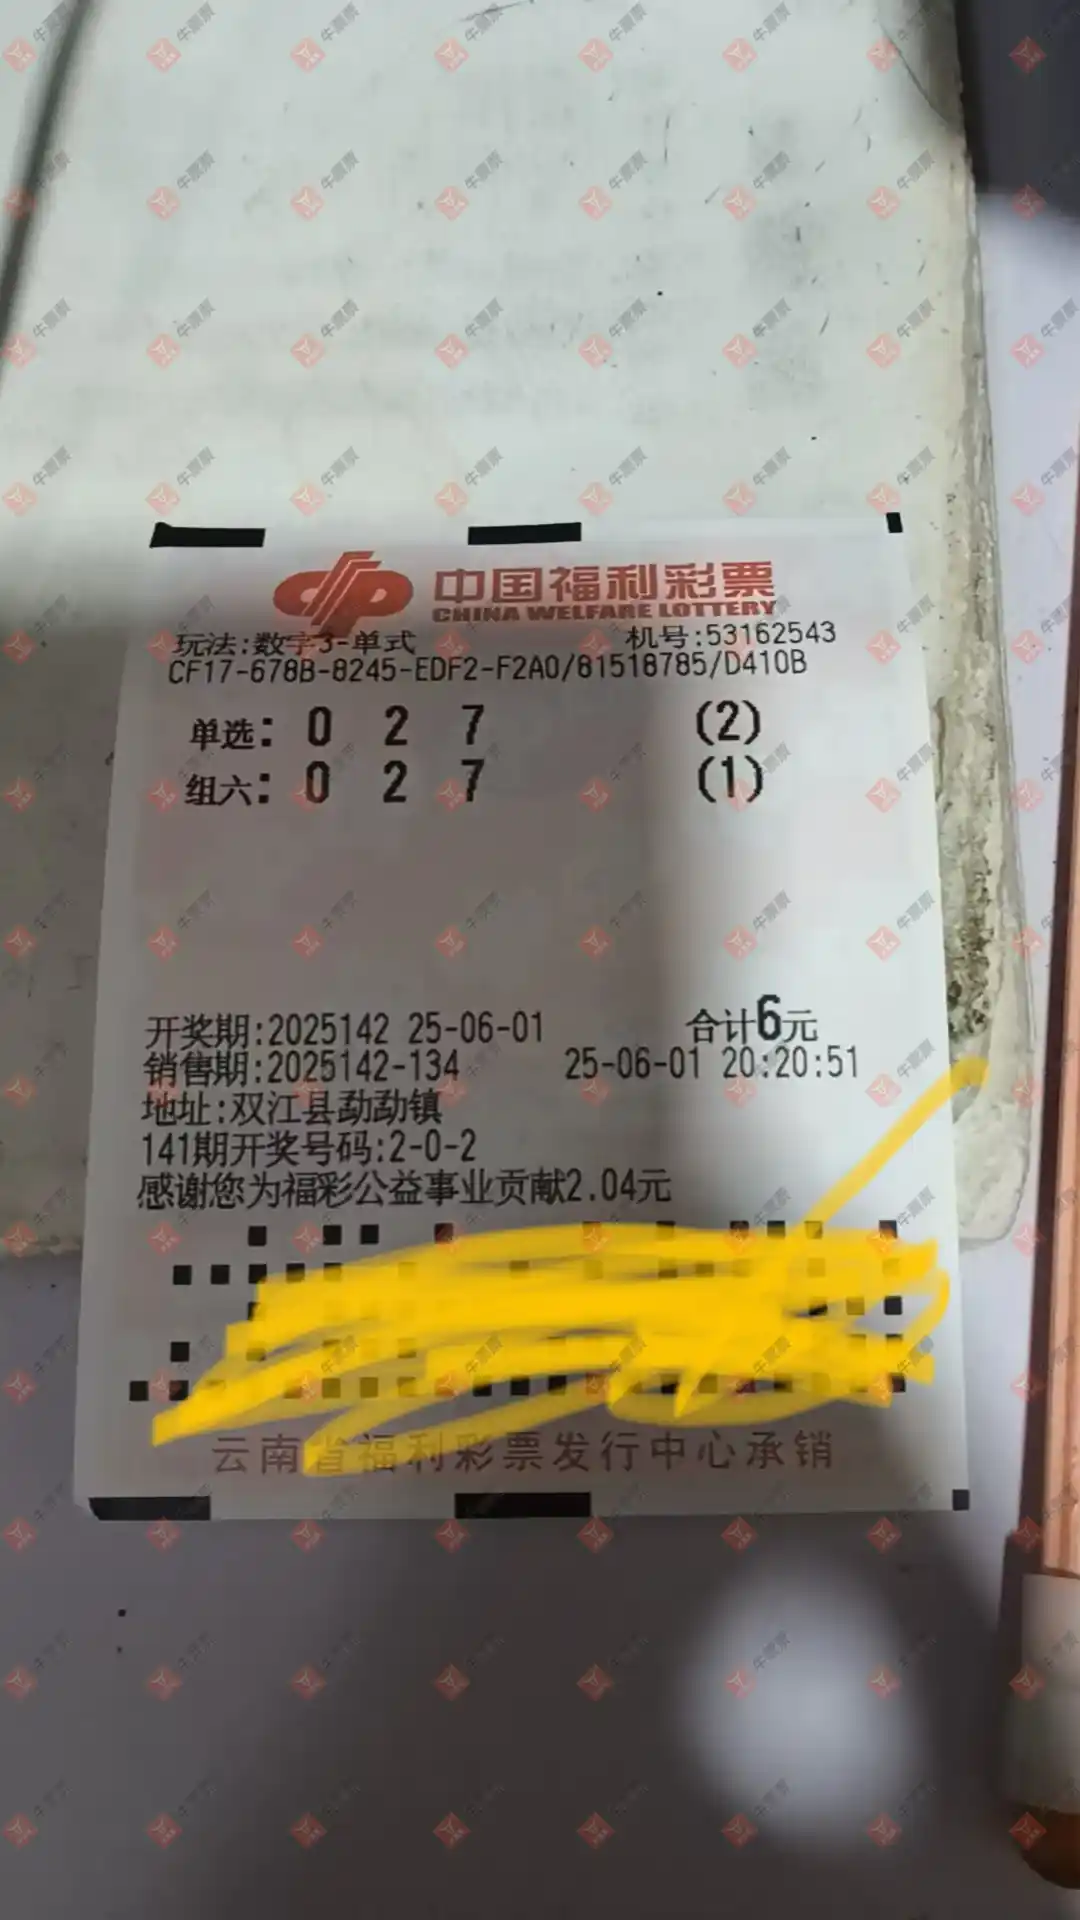 中国福利彩票
CHINA WELFARE LOTTERY
玩法:数字3-单式 机号:53162543
CF17-678B-8245-EDF2-F2A0/81518785/D410B
单选: 0 2 7 (2)
组六: 0 2 7 (1)
开奖期:2025142 25-06-01 合计6元
销售期:2025142-134 25-06-01 20:20:51
地址:双江县勐勐镇
141期开奖号码:2-0-2
感谢您为福彩公益事业贡献2.04元
云南省福利彩票发行中心承销